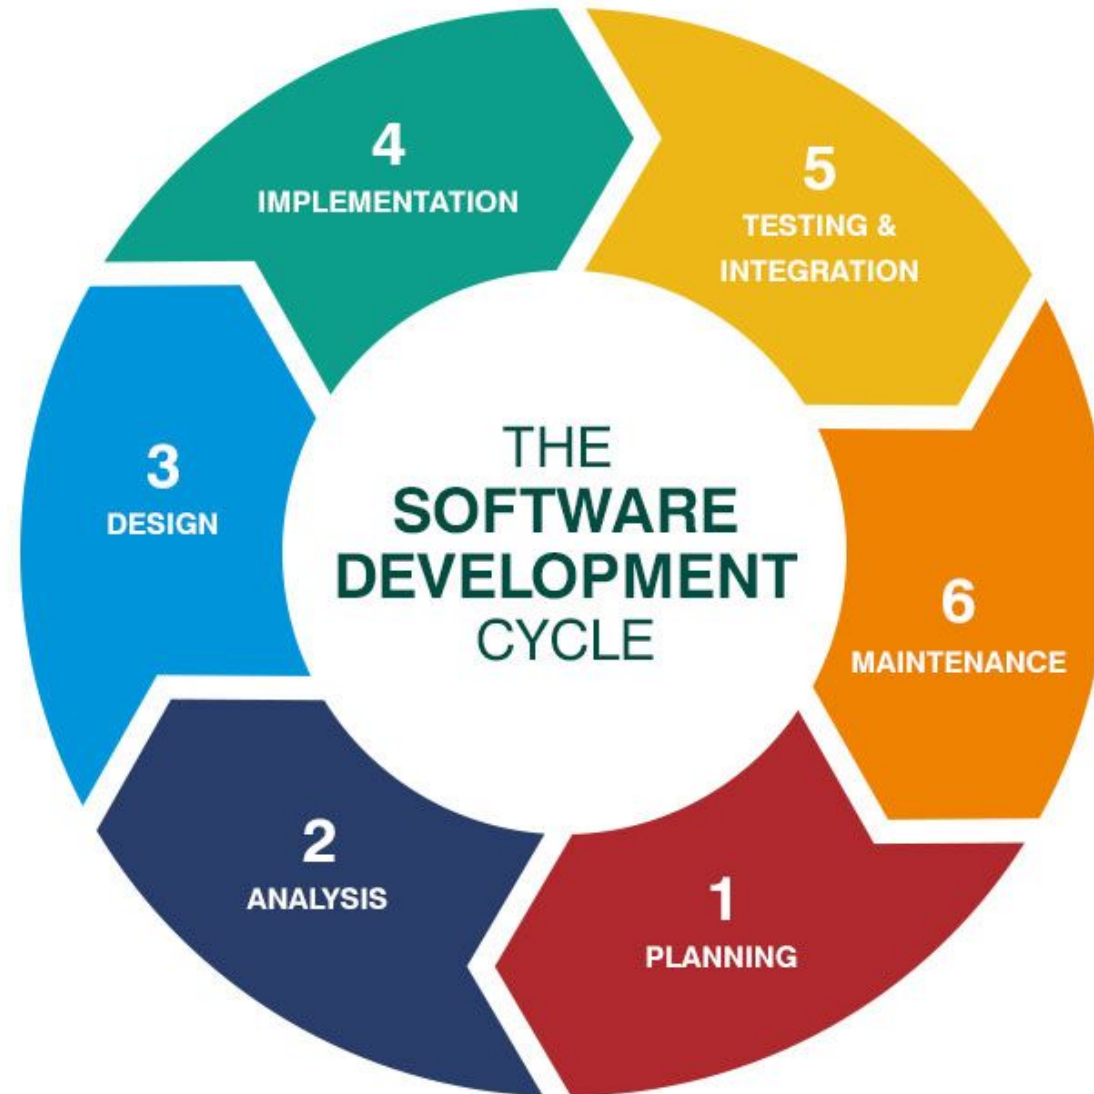 THE
SOFTWARE
DEVELOPMENT
CYCLE
1
PLANNING
2
ANALYSIS
3
DESIGN
4
IMPLEMENTATION
5
TESTING &
INTEGRATION
6
MAINTENANCE